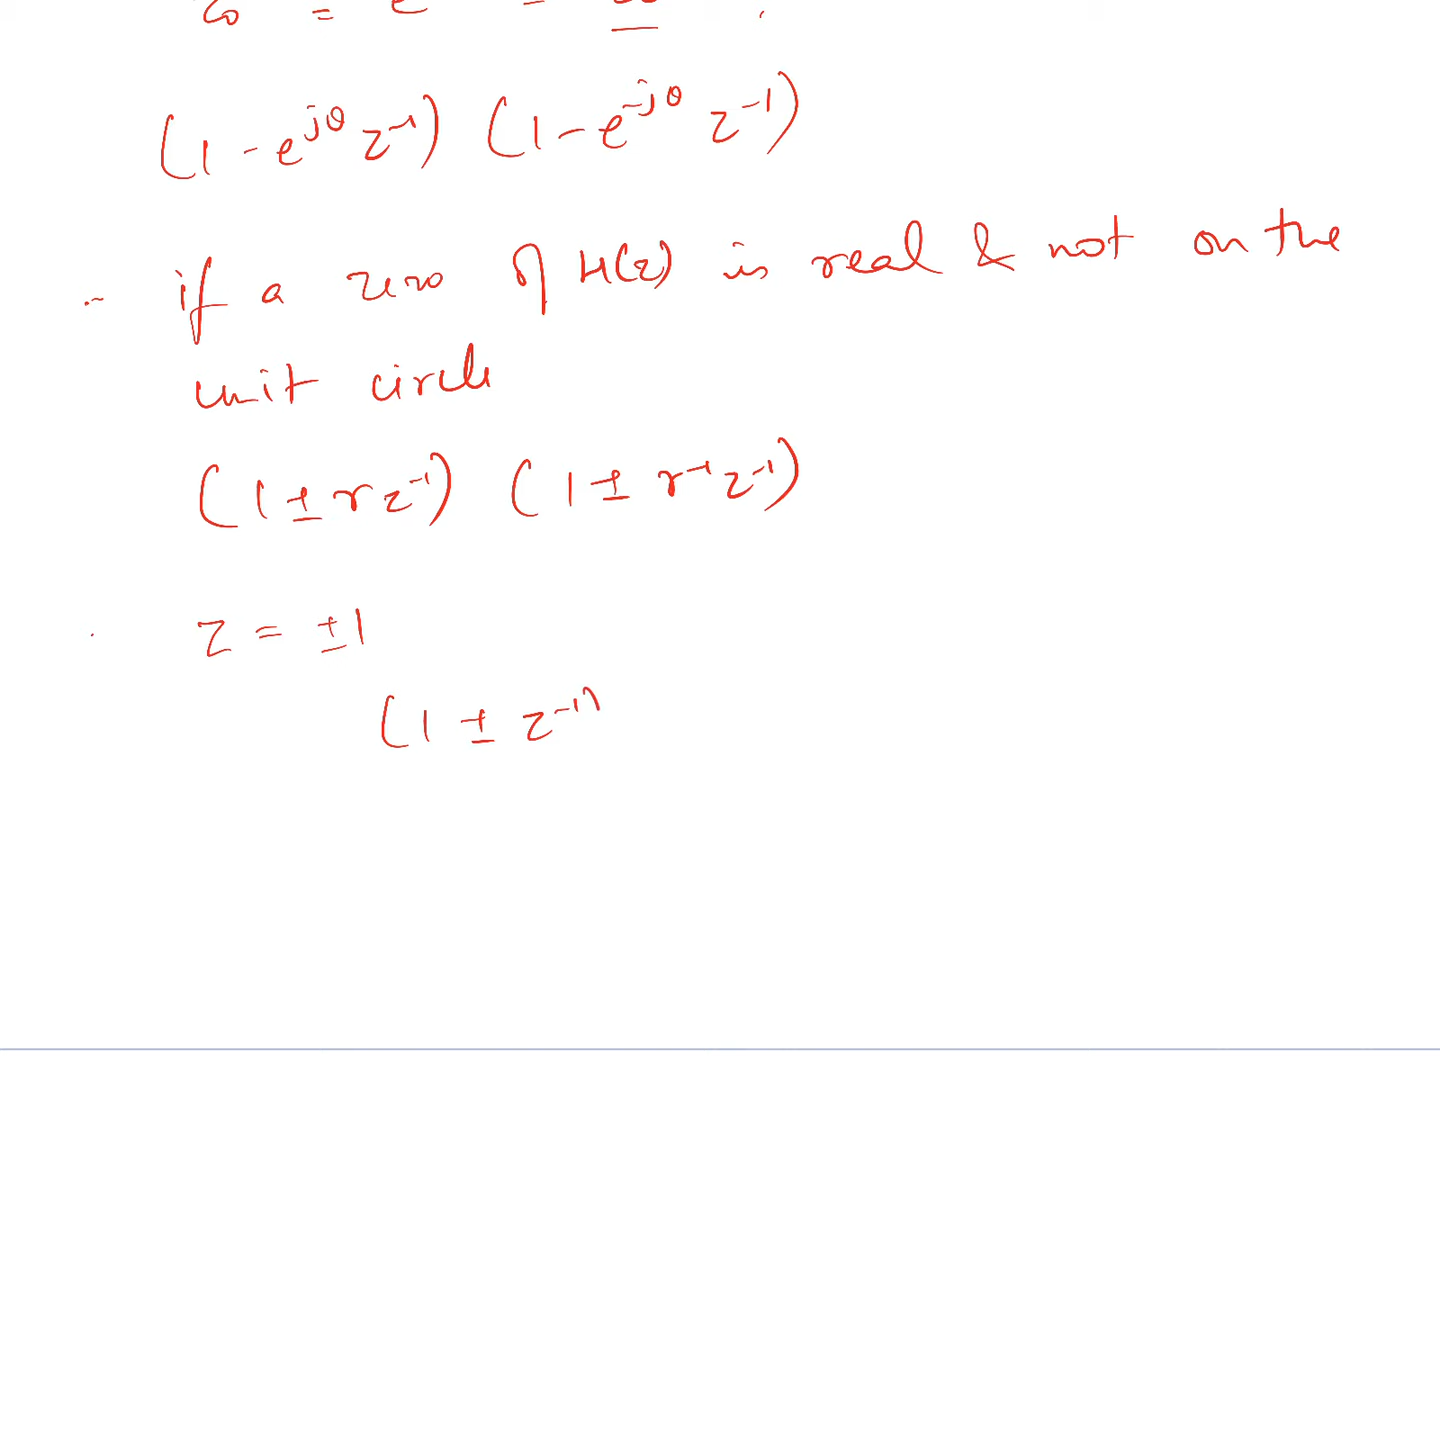 (1 - e^{jθ} z^{-1}) (1 - e^{-jθ} z^{-1})
if a zero of H(z) is real & not on the
unit circle
(1 ± r z^{-1}) (1 ± r^{-1} z^{-1})
z = ±1
(1 ± z^{-1})